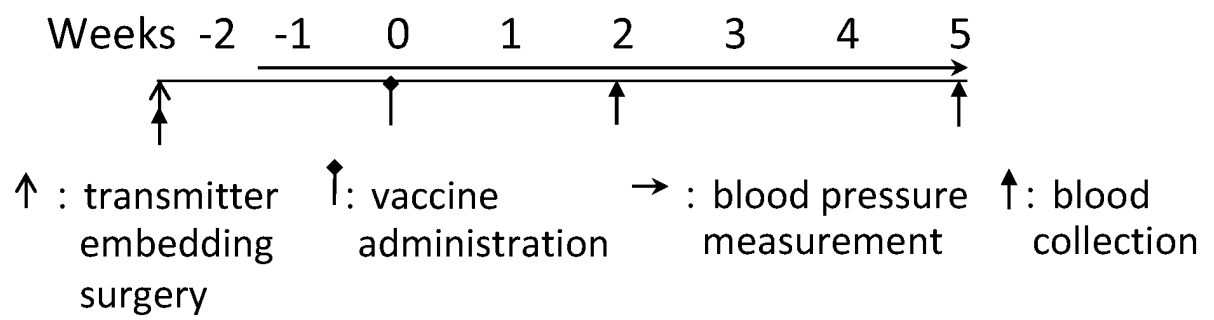 Weeks -2 -1 0 1 2 3 4 5
: transmitter : vaccine : blood pressure : blood
embedding administration measurement collection
surgery